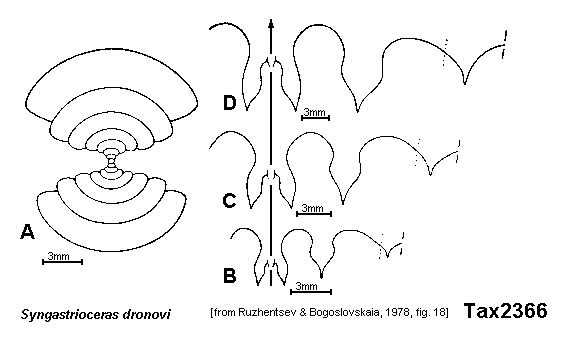 D
3mm
C
3mm
A
3mm
B
3mm
Syngastrioceras dronovi
[from Ruzhentsev & Bogoslovskaia, 1978, fig. 18]
Tax2366